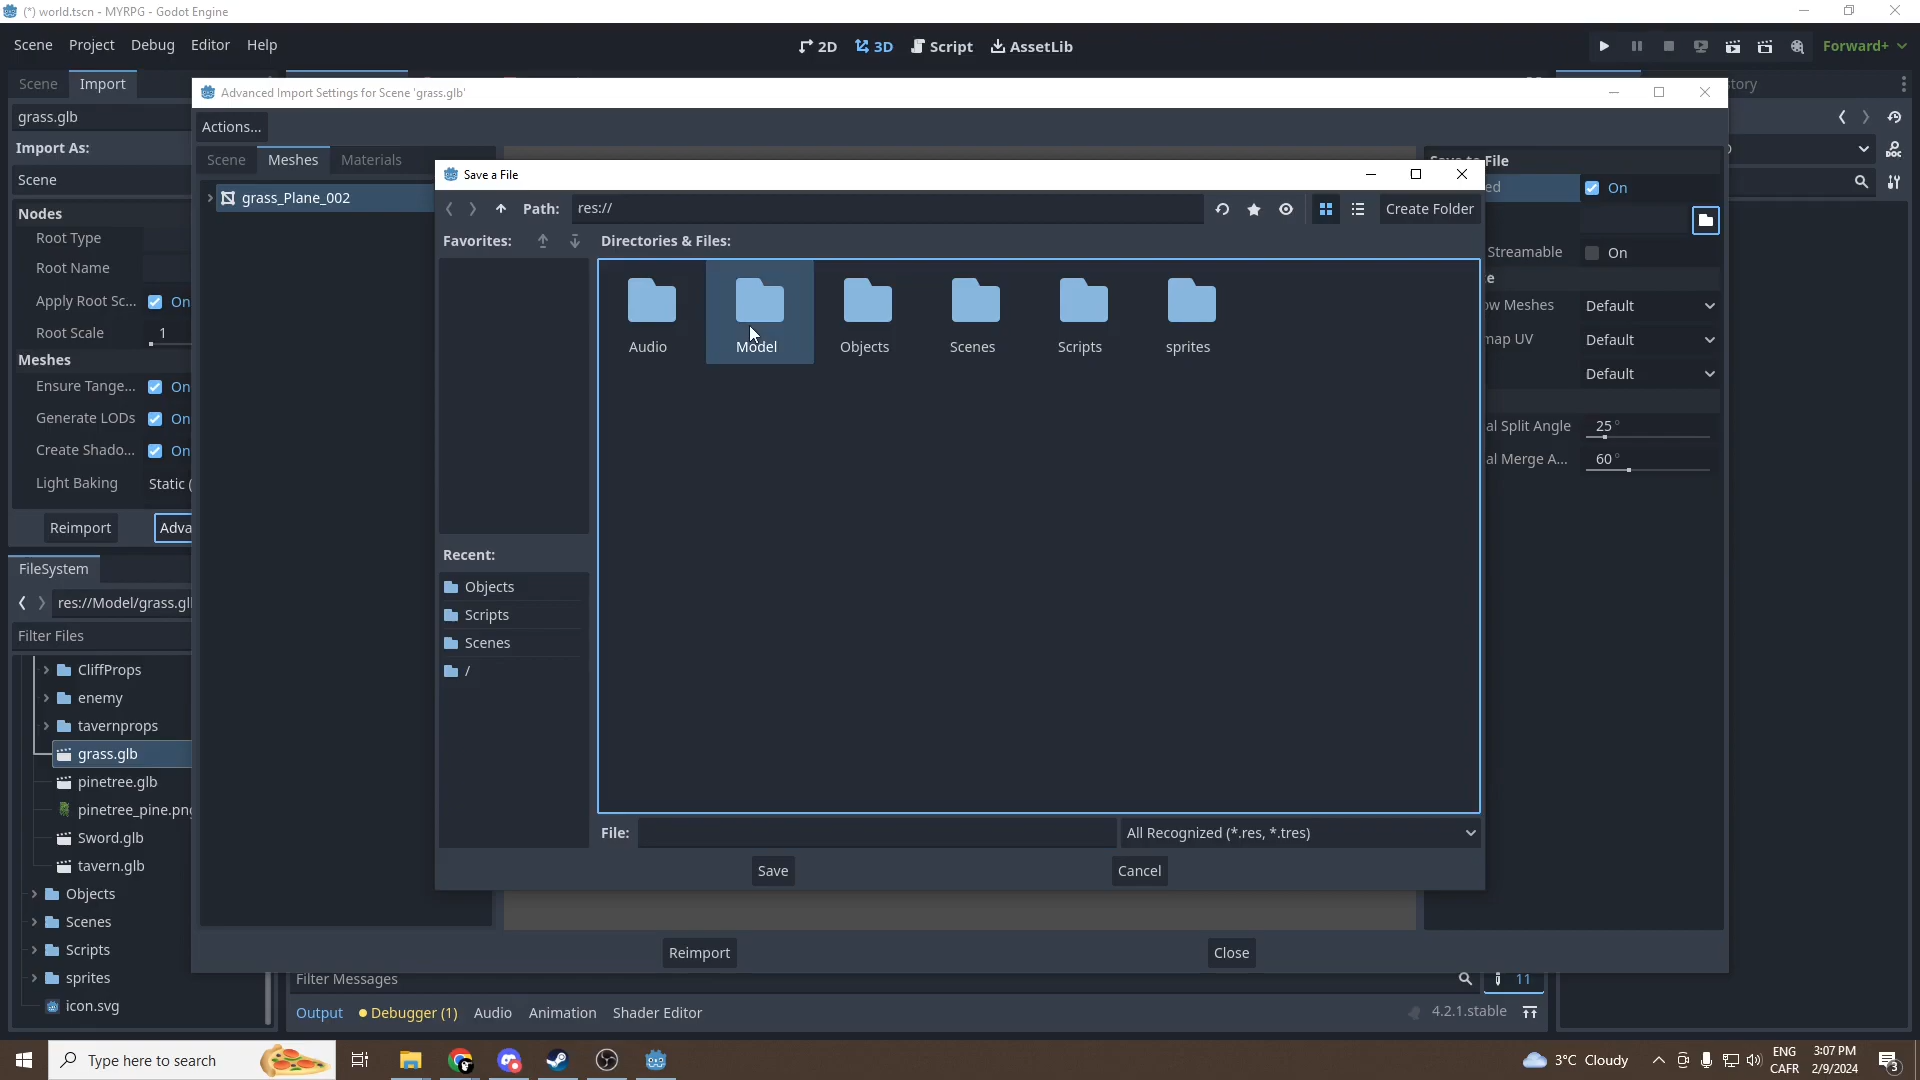 (*) world.tscn - MYRPG - Godot Engine
Scene Project Debug Editor Help
2D 3D Script AssetLib
Forward+
Scene Import
Advanced Import Settings for Scene 'grass.glb'
tory
grass.glb
Actions...
Import As:
Scene Meshes Materials
Scene
Save a File
File
DOC
On
grass_Plane_002
Path: res://
Create Folder
Nodes
Root Type
Root Name
Apply Root Sc... On
Root Scale 1
Meshes
Ensure Tange... On
Generate LODs On
Create Shado... On
Light Baking Static (
Reimport Adva
Favorites: Directories & Files:
Audio Model Objects Scenes Scripts sprites
Streamable On
ow Meshes Default
map UV Default
Default
al Split Angle 25°
al Merge A... 60°
Recent:
Objects
Scripts
Scenes
/
FileSystem
res://Model/grass.gl
Filter Files
CliffProps
enemy
tavernprops
grass.glb
pinetree.glb
pinetree_pine.png
Sword.glb
tavern.glb
Objects
Scenes
Scripts
sprites
icon.svg
File: All Recognized (*.res, *.tres)
Save Cancel
Reimport Close
Filter Messages 11
Output Debugger (1) Audio Animation Shader Editor 4.2.1.stable
Type here to search
3°C Cloudy
ENG
CAFR
3:07 PM
2/9/2024
3